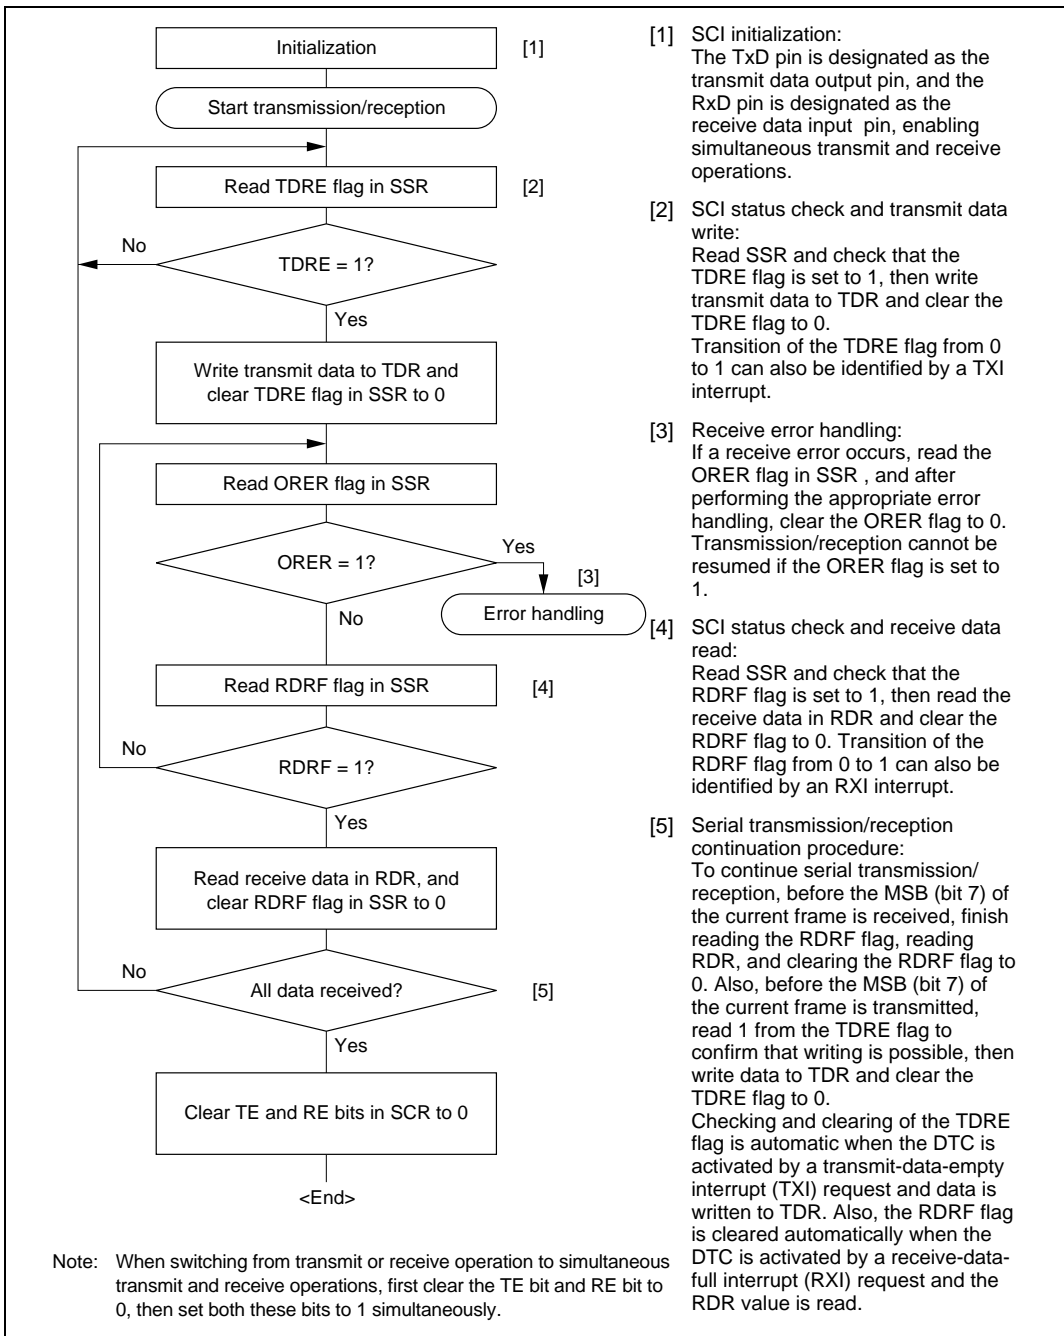 Initialization
[1]
Start transmission/reception
Read TDRE flag in SSR
[2]
No
TDRE = 1?
Yes
Write transmit data to TDR and
clear TDRE flag in SSR to 0
Read ORER flag in SSR
Yes
ORER = 1?
[3]
Error handling
No
Read RDRF flag in SSR
[4]
No
RDRF = 1?
Yes
Read receive data in RDR, and
clear RDRF flag in SSR to 0
No
All data received?
[5]
Yes
Clear TE and RE bits in SCR to 0
<End>
[1] SCI initialization:
The TxD pin is designated as the
transmit data output pin, and the
RxD pin is designated as the
receive data input pin, enabling
simultaneous transmit and receive
operations.
[2] SCI status check and transmit data
write:
Read SSR and check that the
TDRE flag is set to 1, then write
transmit data to TDR and clear the
TDRE flag to 0.
Transition of the TDRE flag from 0
to 1 can also be identified by a TXI
interrupt.
[3] Receive error handling:
If a receive error occurs, read the
ORER flag in SSR , and after
performing the appropriate error
handling, clear the ORER flag to 0.
Transmission/reception cannot be
resumed if the ORER flag is set to
1.
[4] SCI status check and receive data
read:
Read SSR and check that the
RDRF flag is set to 1, then read the
receive data in RDR and clear the
RDRF flag to 0. Transition of the
RDRF flag from 0 to 1 can also be
identified by an RXI interrupt.
[5] Serial transmission/reception
continuation procedure:
To continue serial transmission/
reception, before the MSB (bit 7) of
the current frame is received, finish
reading the RDRF flag, reading
RDR, and clearing the RDRF flag to
0. Also, before the MSB (bit 7) of
the current frame is transmitted,
read 1 from the TDRE flag to
confirm that writing is possible, then
write data to TDR and clear the
TDRE flag to 0.
Checking and clearing of the TDRE
flag is automatic when the DTC is
activated by a transmit-data-empty
interrupt (TXI) request and data is
written to TDR. Also, the RDRF flag
is cleared automatically when the
DTC is activated by a receive-data-
full interrupt (RXI) request and the
RDR value is read.
Note: When switching from transmit or receive operation to simultaneous
transmit and receive operations, first clear the TE bit and RE bit to
0, then set both these bits to 1 simultaneously.